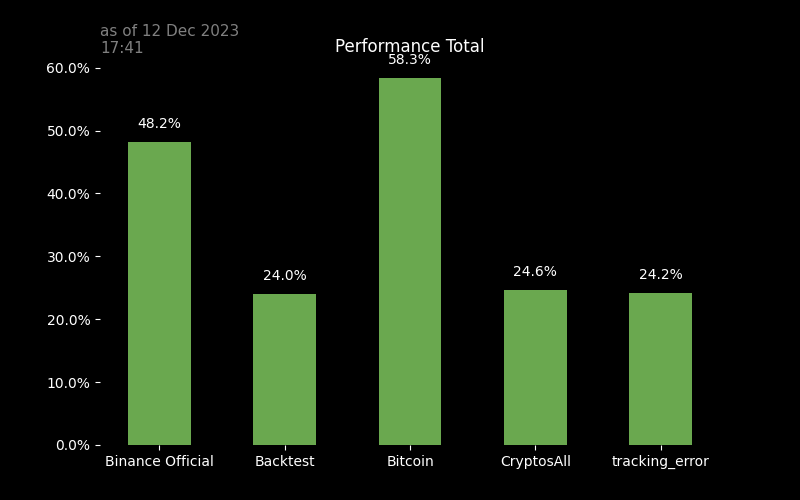 as of 12 Dec 2023
17:41
Performance Total
60.0%
50.0%
40.0%
30.0%
20.0%
10.0%
0.0%
48.2%
24.0%
58.3%
24.6%
24.2%
Binance Official
Backtest
Bitcoin
CryptosAll
tracking_error